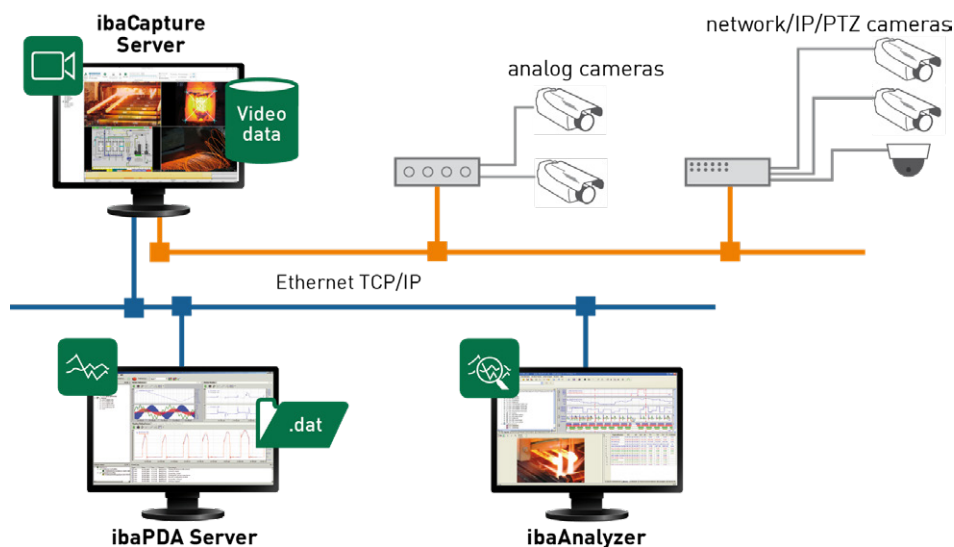 ibaCapture
Server
network/IP/PTZ cameras
analog cameras
Video
data
Ethernet TCP/IP
.dat
ibaPDA Server
ibaAnalyzer